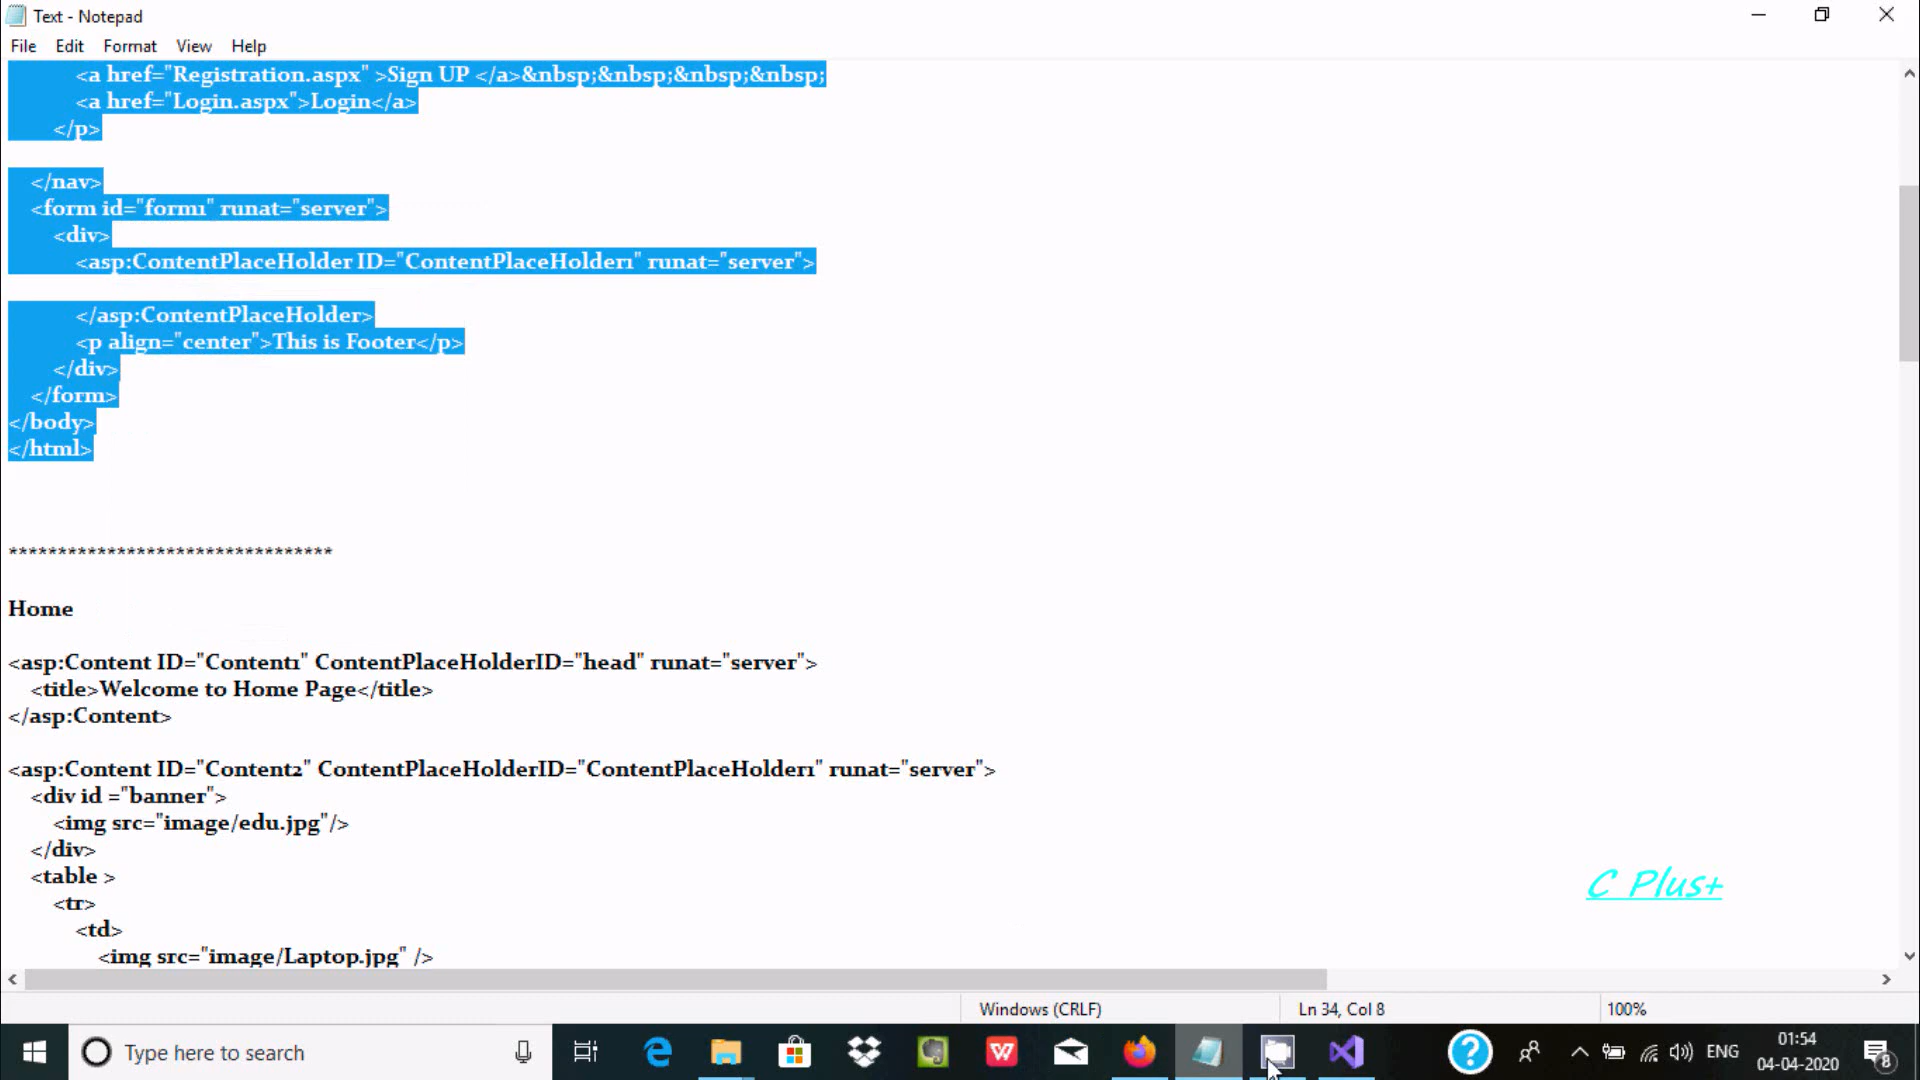 Text - Notepad
File Edit Format View Help
<a href="Registration.aspx" >Sign UP </a>&nbsp;&nbsp;&nbsp;&nbsp;
<a href="Login.aspx">Login</a>
</p>
</nav>
<form id="form1" runat="server">
<div>
<asp:ContentPlaceHolder ID="ContentPlaceHolder1" runat="server">
</asp:ContentPlaceHolder>
<p align="center">This is Footer</p>
</div>
</form>
</body>
</html>
*********************************
Home
<asp:Content ID="Content1" ContentPlaceHolderID="head" runat="server">
<title>Welcome to Home Page</title>
</asp:Content>
<asp:Content ID="Content2" ContentPlaceHolderID="ContentPlaceHolder1" runat="server">
<div id ="banner">
<img src="image/edu.jpg"/>
</div>
<table >
<tr>
<td>
<img src="image/Laptop.jpg" />
C Plus+
Windows (CRLF) Ln 34, Col 8 100%
Type here to search
ENG
01:54
04-04-2020
8